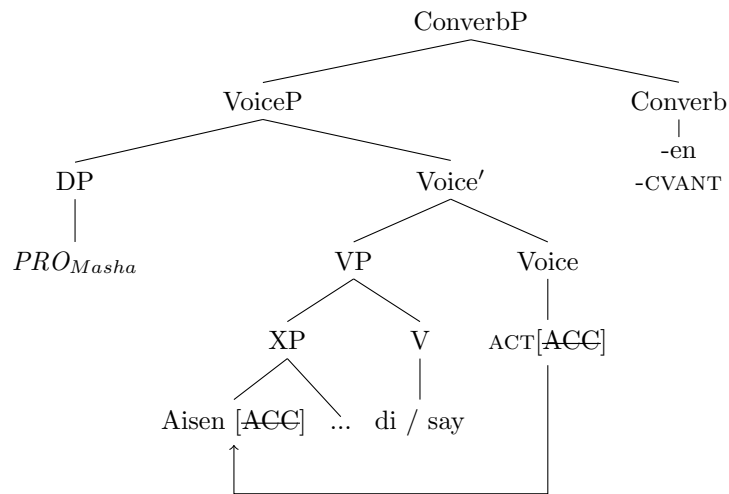 ConverbP
VoiceP Converb
-en
DP Voice′ -CVANT
PRO_Masha VP Voice
XP V ACT[ACC]
Aisen [ACC] ... di / say